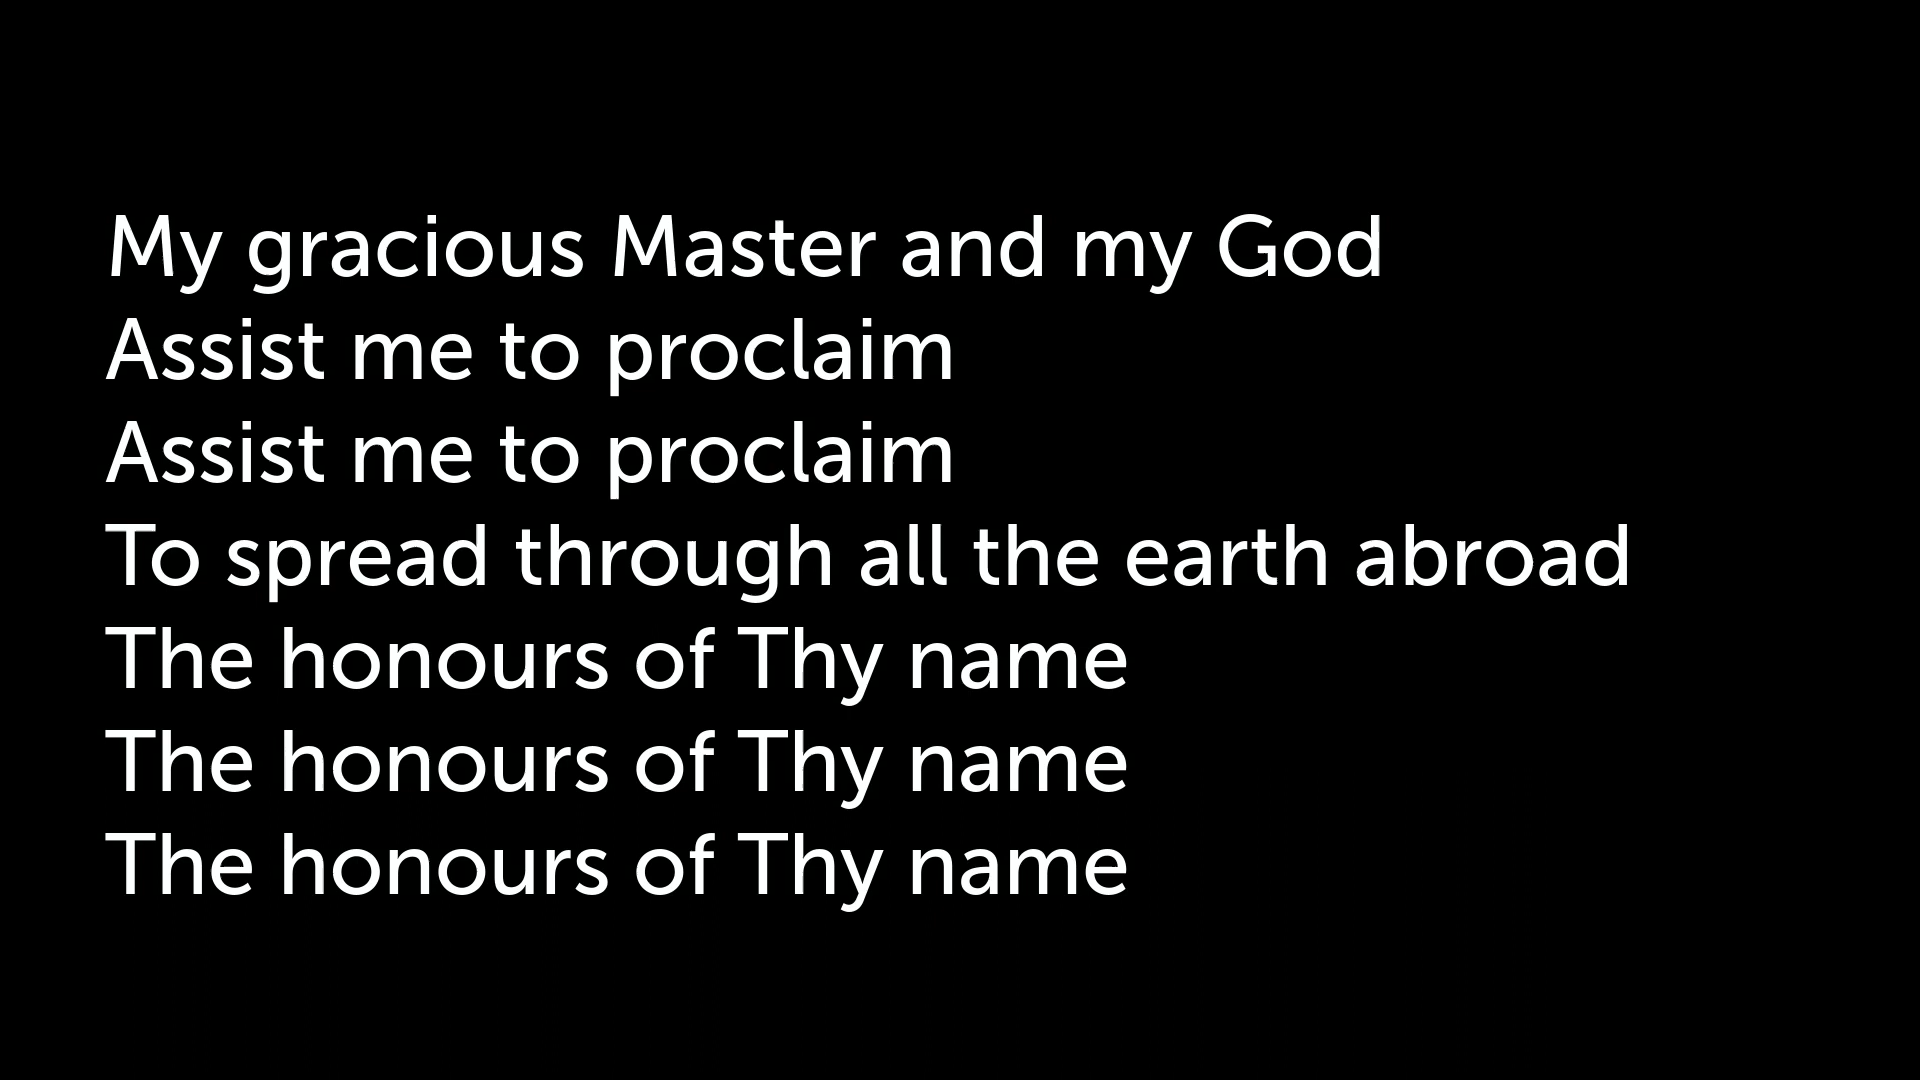 My gracious Master and my God
Assist me to proclaim
Assist me to proclaim
To spread through all the earth abroad
The honours of Thy name
The honours of Thy name
The honours of Thy name